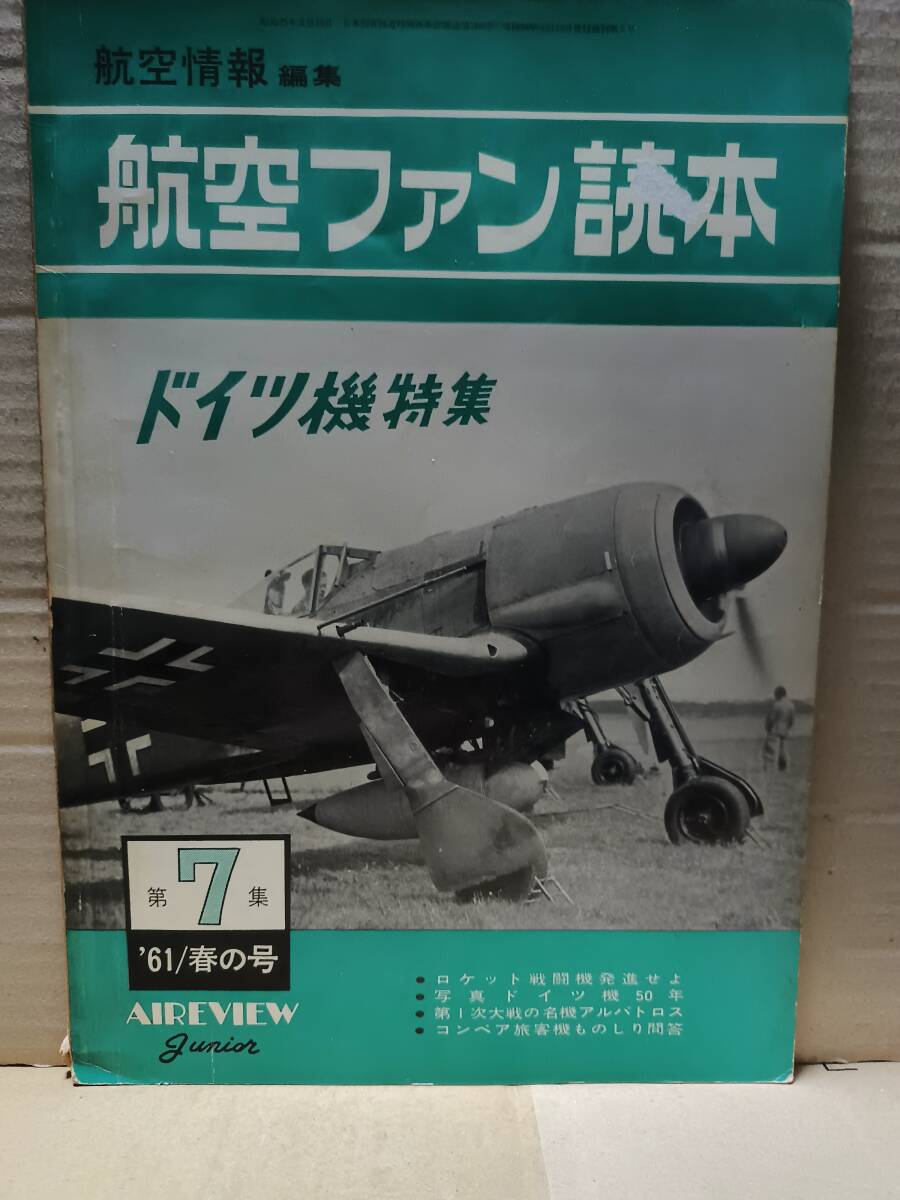 航空情報 編集
航空ファン読本
ドイツ機特集
第7集
'61/春の号
AIREVIEW
Junior
● ロケット戦闘機発進せよ
● 写真ドイツ機50年
● 第1次大戦の名機アルバトロス
● コンベア旅客機ものしり問答